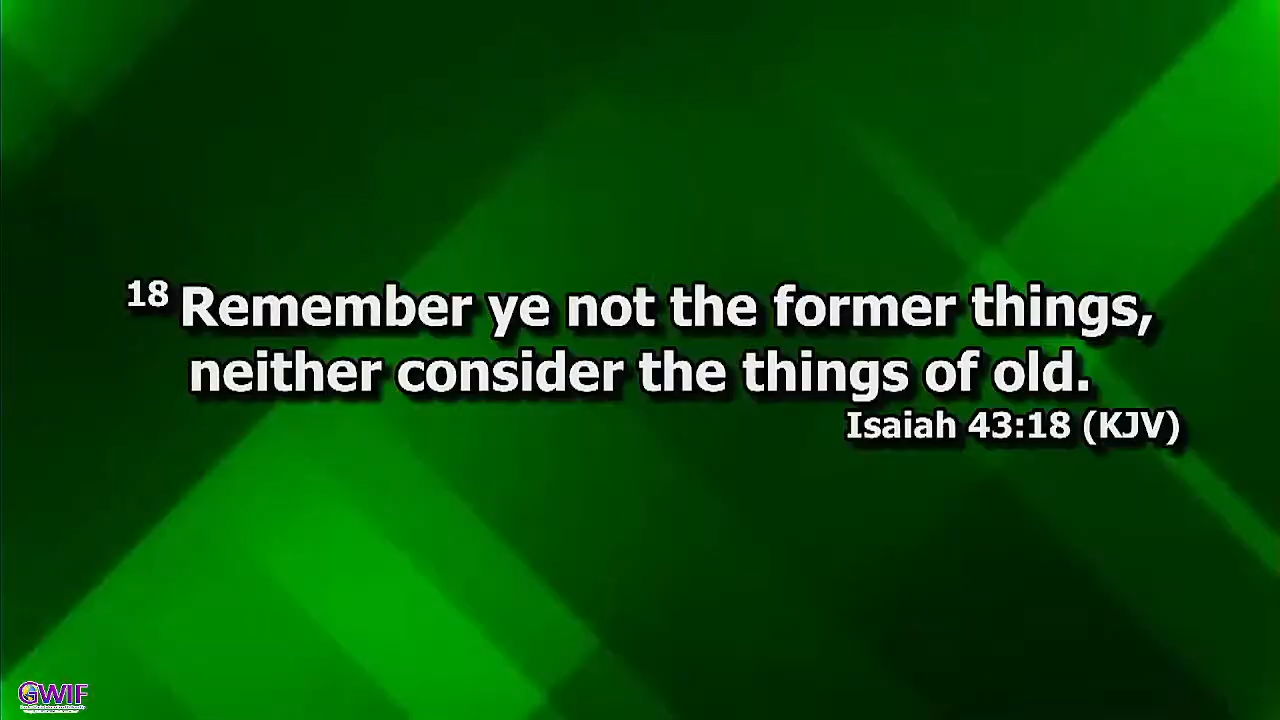 18 Remember ye not the former things,
neither consider the things of old.
Isaiah 43:18 (KJV)
GWIF